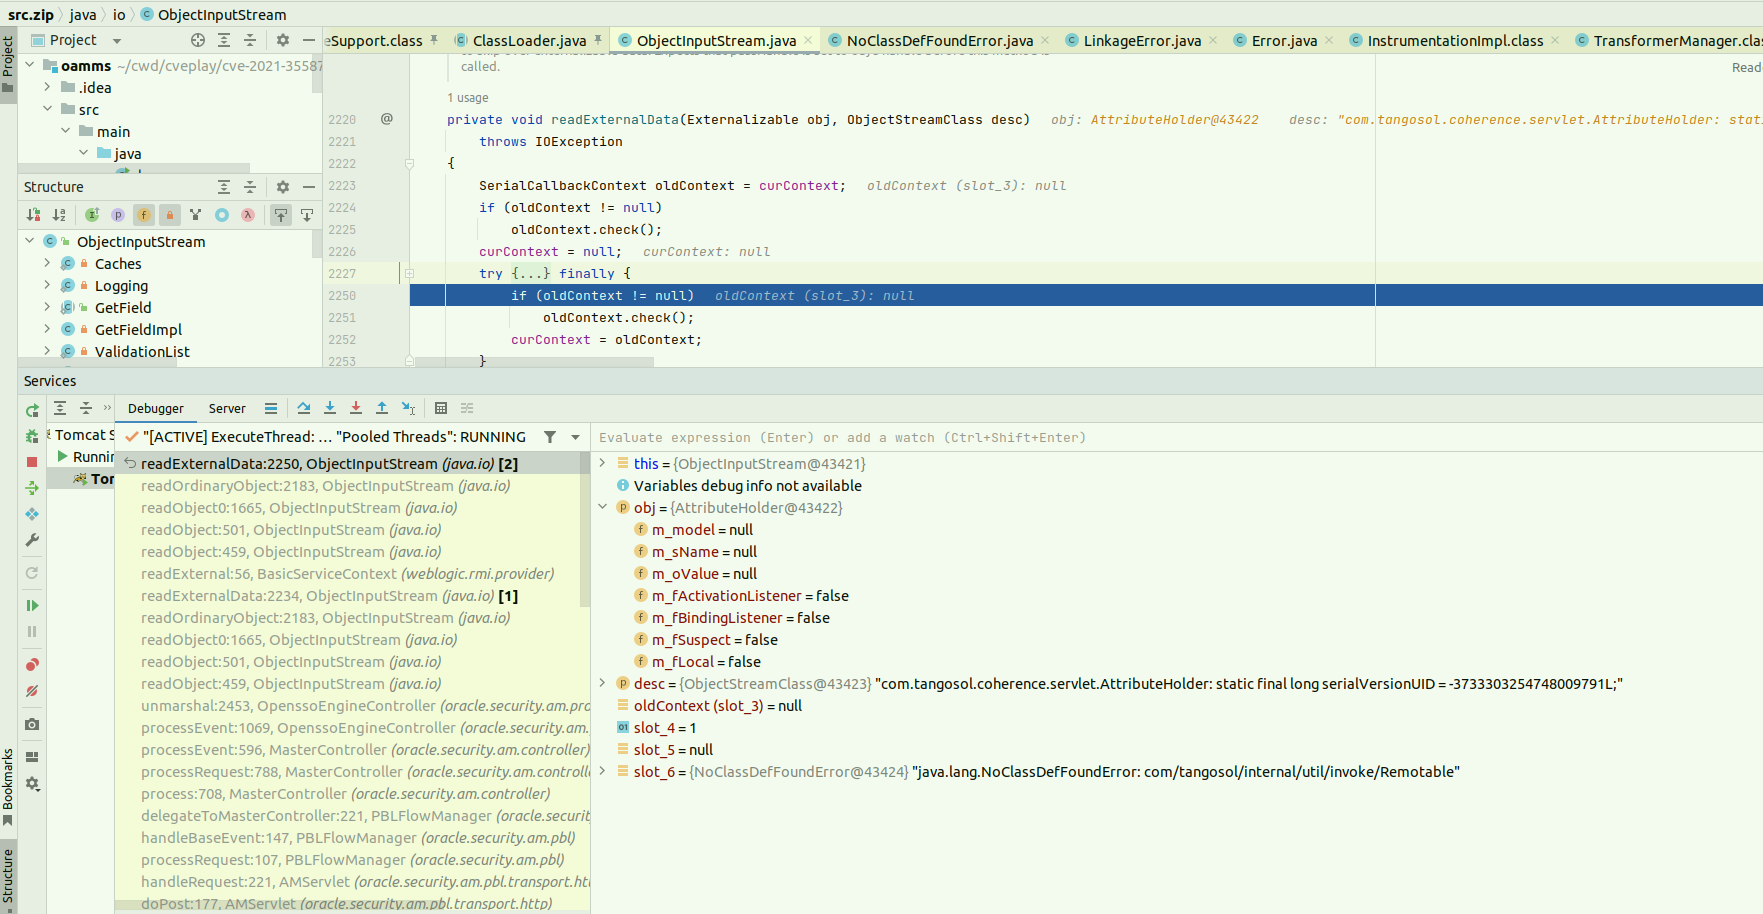 src.zip java io ObjectInputStream
Project
eSupport.class ClassLoader.java ObjectInputStream.java NoClassDefFoundError.java LinkageError.java Error.java InstrumentationImpl.class TransformerManager.clas
Project
oamms ~/cwd/cveplay/cve-2021-35587
.idea
src
main
java
called.
Read
1 usage
2220 @ private void readExternalData(Externalizable obj, ObjectStreamClass desc) obj: AttributeHolder@43422 desc: "com.tangosol.coherence.servlet.AttributeHolder: stati
2221 throws IOException
2222 {
2223 SerialCallbackContext oldContext = curContext; oldContext (slot_3): null
2224 if (oldContext != null)
2225 oldContext.check();
2226 curContext = null; curContext: null
2227 try {...} finally {
2250 if (oldContext != null) oldContext (slot_3): null
2251 oldContext.check();
2252 curContext = oldContext;
2253 }
Structure
ObjectInputStream
Caches
Logging
GetField
GetFieldImpl
ValidationList
Services
Debugger Server
Tomcat S
Runnin
Tom
"[ACTIVE] ExecuteThread: ... "Pooled Threads": RUNNING
readExternalData:2250, ObjectInputStream (java.io) [2]
readOrdinaryObject:2183, ObjectInputStream (java.io)
readObject0:1665, ObjectInputStream (java.io)
readObject:501, ObjectInputStream (java.io)
readObject:459, ObjectInputStream (java.io)
readExternal:56, BasicServiceContext (weblogic.rmi.provider)
readExternalData:2234, ObjectInputStream (java.io) [1]
readOrdinaryObject:2183, ObjectInputStream (java.io)
readObject0:1665, ObjectInputStream (java.io)
readObject:501, ObjectInputStream (java.io)
readObject:459, ObjectInputStream (java.io)
unmarshal:2453, OpenssoEngineController (oracle.security.am.pro
processEvent:1069, OpenssoEngineController (oracle.security.am.
processEvent:596, MasterController (oracle.security.am.controller)
processRequest:788, MasterController (oracle.security.am.controlle
process:708, MasterController (oracle.security.am.controller)
delegateToMasterController:221, PBLFlowManager (oracle.securit
handleBaseEvent:147, PBLFlowManager (oracle.security.am.pbl)
processRequest:107, PBLFlowManager (oracle.security.am.pbl)
handleRequest:221, AMServlet (oracle.security.am.pbl.transport.htt
doPost:177, AMServlet (oracle.security.am.pbl.transport.http)
Evaluate expression (Enter) or add a watch (Ctrl+Shift+Enter)
this = {ObjectInputStream@43421}
Variables debug info not available
obj = {AttributeHolder@43422}
m_model = null
m_sName = null
m_oValue = null
m_fActivationListener = false
m_fBindingListener = false
m_fSuspect = false
m_fLocal = false
desc = {ObjectStreamClass@43423} "com.tangosol.coherence.servlet.AttributeHolder: static final long serialVersionUID = -3733303254748009791L;"
oldContext (slot_3) = null
slot_4 = 1
slot_5 = null
slot_6 = {NoClassDefFoundError@43424} "java.lang.NoClassDefFoundError: com/tangosol/internal/util/invoke/Remotable"
Bookmarks
Structure